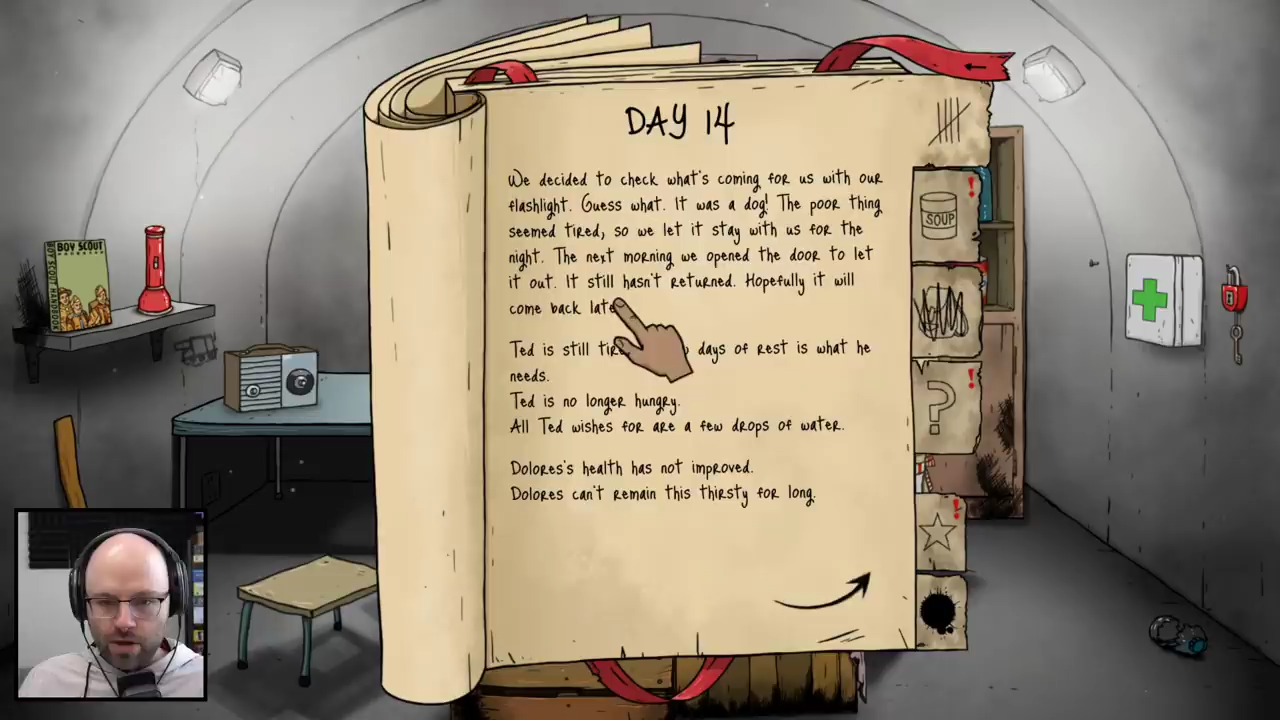 DAY 14
We decided to check what's coming for us with our
flashlight. Guess what. It was a dog! The poor thing
seemed tired, so we let it stay with us for the
night. The next morning we opened the door to let
it out. It still hasn't returned. Hopefully it will
come back late
Ted is still days of rest is what he
needs.
Ted is no longer hungry.
All Ted wishes for are a few drops of water.
Dolores's health has not improved.
Dolores can't remain this thirsty for long.
SOUP
?
BOY SCOUT
BOY SCOUT HANDBOOK